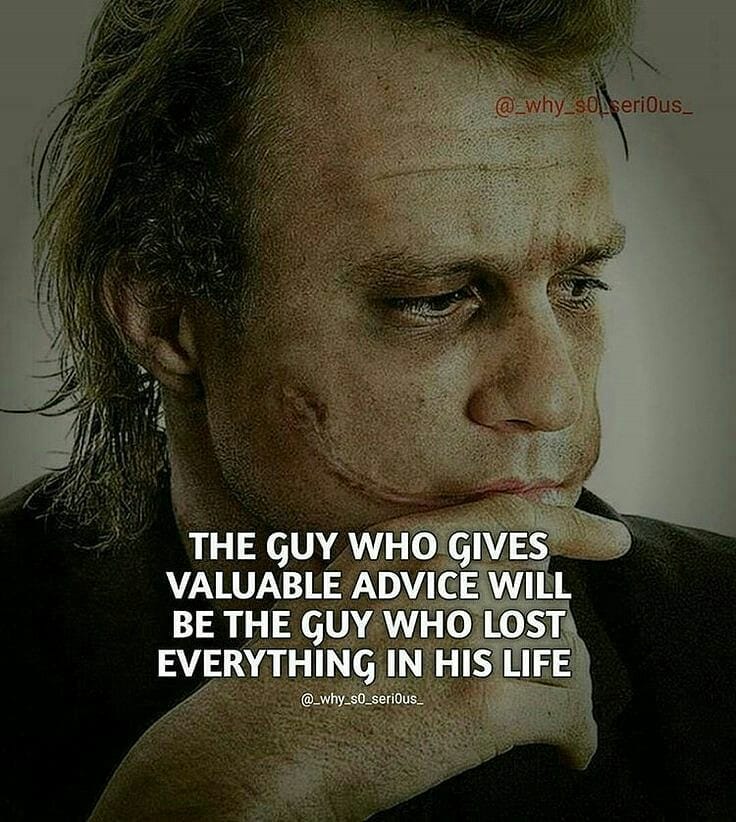 @_why_s0_seri0us_
THE GUY WHO GIVES
VALUABLE ADVICE WILL
BE THE GUY WHO LOST
EVERYTHING IN HIS LIFE
@_why_s0_seri0us_